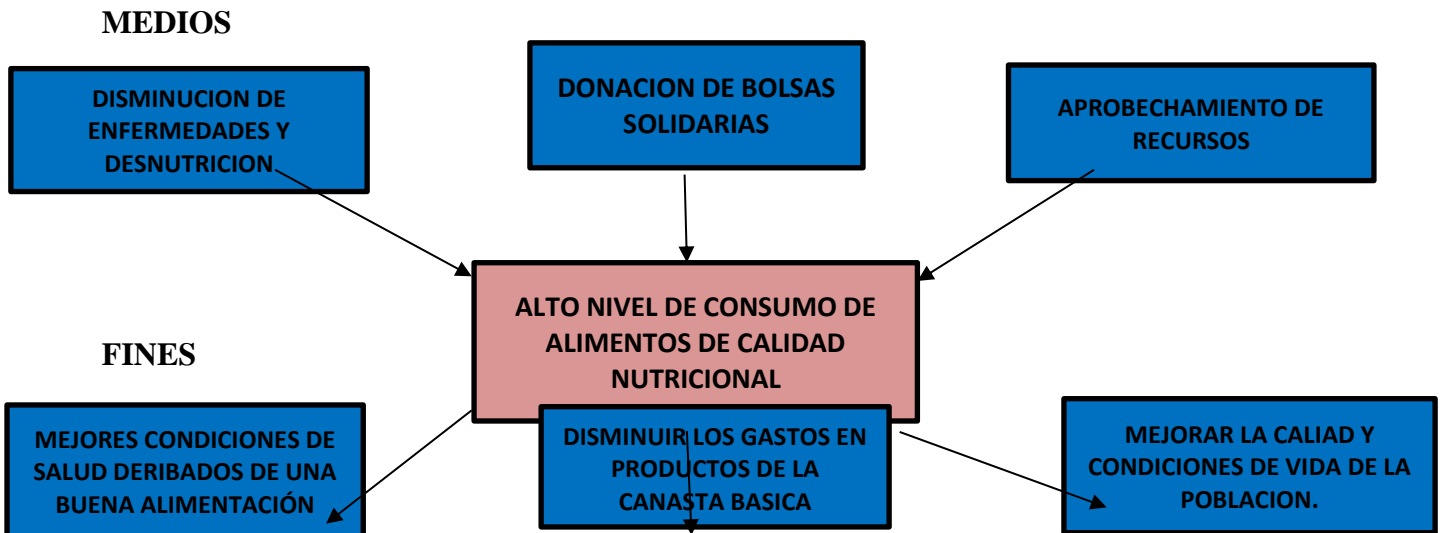 MEDIOS
DISMINUCION DE
ENFERMEDADES Y
DESNUTRICION
DONACION DE BOLSAS
SOLIDARIAS
APROBECHAMIENTO DE
RECURSOS
ALTO NIVEL DE CONSUMO DE
ALIMENTOS DE CALIDAD
NUTRICIONAL
FINES
MEJORES CONDICIONES DE
SALUD DERIBADOS DE UNA
BUENA ALIMENTACIÓN
DISMINUIR LOS GASTOS EN
PRODUCTOS DE LA
CANASTA BASICA
MEJORAR LA CALIAD Y
CONDICIONES DE VIDA DE LA
POBLACION.